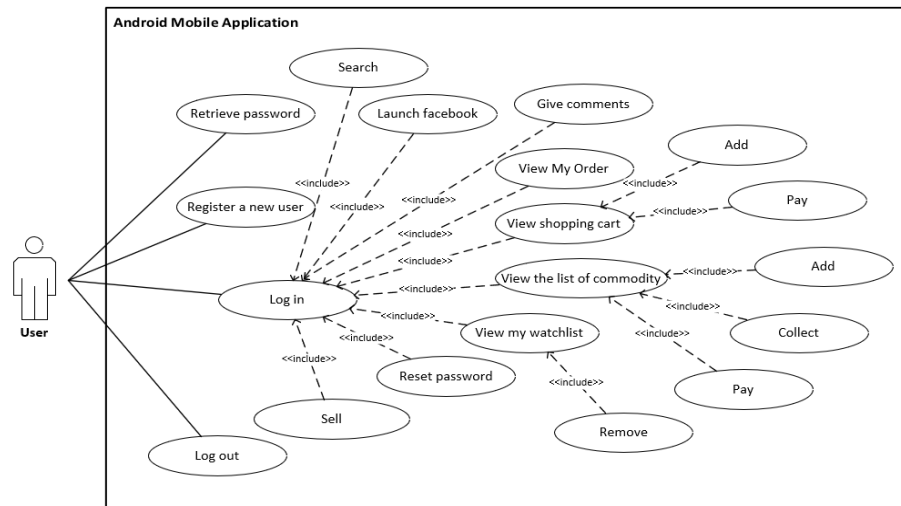 Android Mobile Application
Search
Retrieve password
Launch facebook
Give comments
Add
View My Order
<<include>>
<<include>>
<<include>>
<<include>>
Pay
Register a new user
<<include>>
View shopping cart
<<include>>
<<include>>
<<include>>
Add
View the list of commodity
<<include>>
Log in
<<include>>
User
<<include>>
View my watchlist
<<include>>
Collect
<<include>>
<<include>>
<<include>>
Reset password
<<include>>
Pay
Sell
Remove
Log out